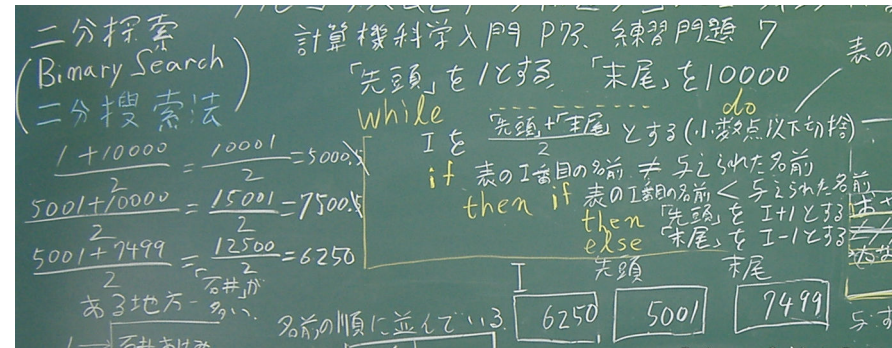 二分探索
(Binary Search)
二分捜索法
計算機科学入門 P73、練習問題 7
「先頭」を1とする 「末尾」を10000
while do
Iを 「先頭」+「末尾」/2 とする(小数点以下切捨)
if 表のI番目の名前 ≠ 与えられた名前
then if 表のI番目の名前 < 与えられた名前
then 「先頭」を I+1とする
else 「末尾」を I-1とする
1+10000/2 = 10001/2 = 5000.5
5001+10000/2 = 15001/2 = 7500.5
5001+7499/2 = 12500/2 = 6250
ある地方- 「石井」が
多い、
名前の順に並んでいる
I 先頭 末尾
6250 5001 7499
表の